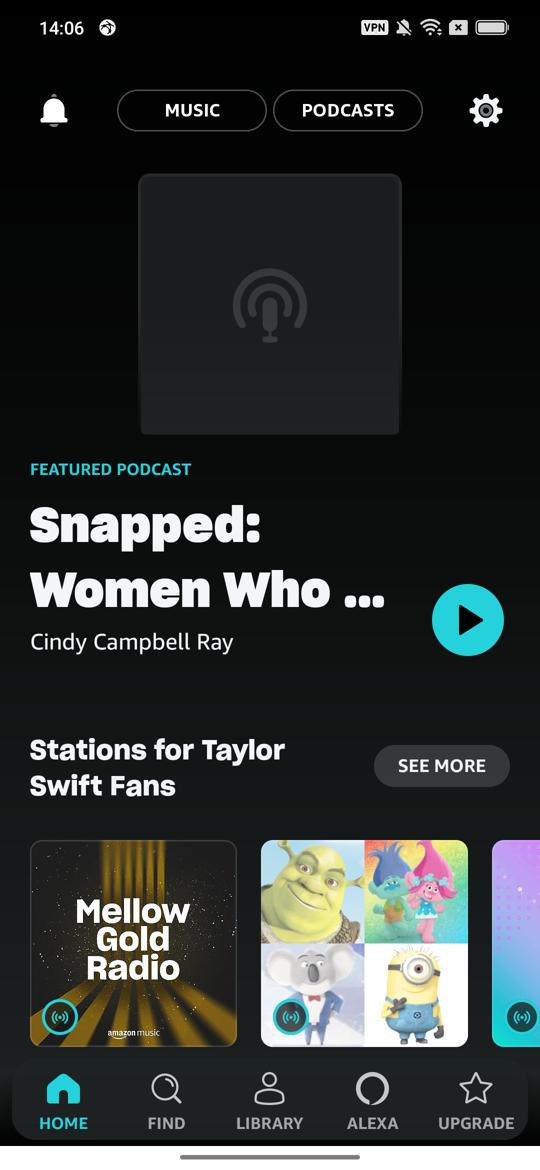 14:06
VPN
MUSIC
PODCASTS
FEATURED PODCAST
Snapped:
Women Who ...
Cindy Campbell Ray
Stations for Taylor
Swift Fans
SEE MORE
Mellow
Gold
Radio
amazon music
HOME
FIND
LIBRARY
ALEXA
UPGRADE